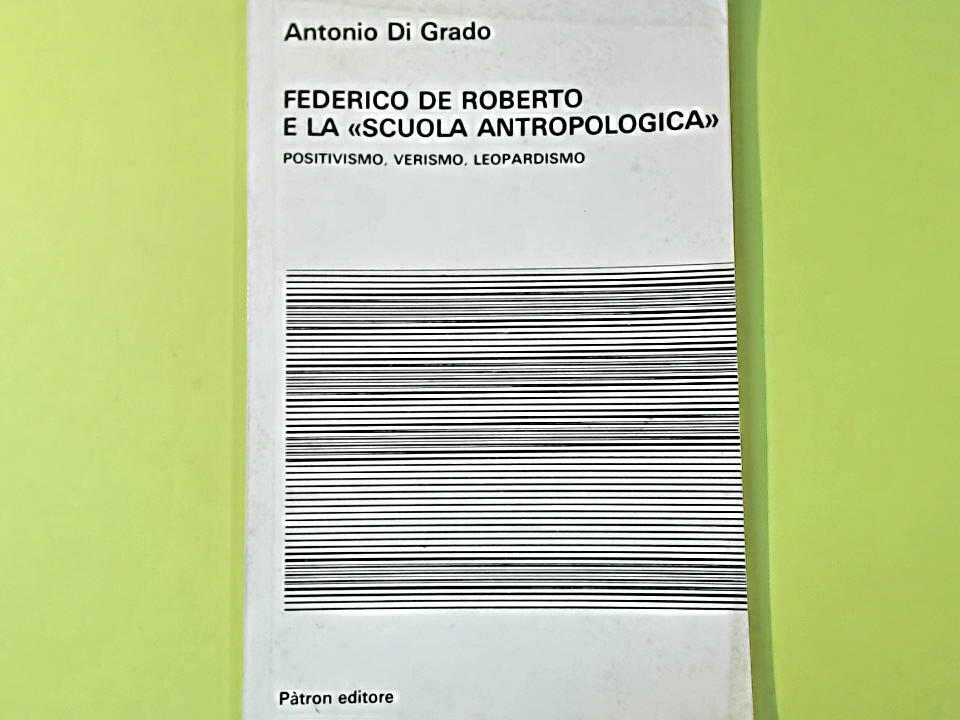 Antonio Di Grado
FEDERICO DE ROBERTO
E LA «SCUOLA ANTROPOLOGICA»
POSITIVISMO, VERISMO, LEOPARDISMO
Pàtron editore